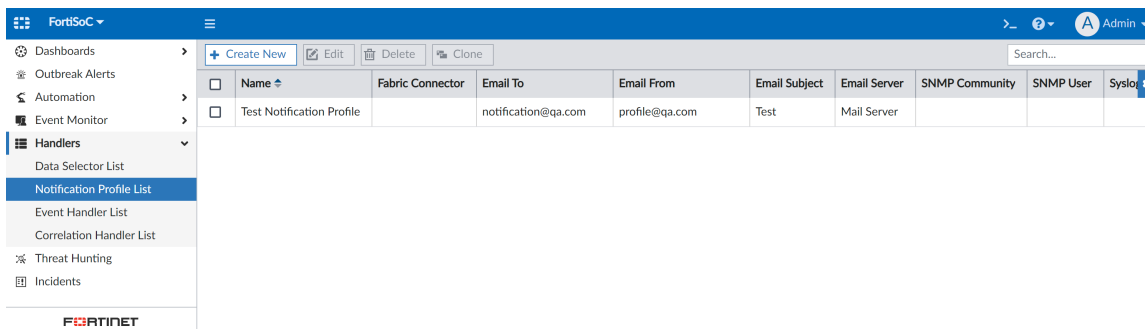 FortiSoC
Admin
Dashboards
Outbreak Alerts
Automation
Event Monitor
Handlers
Data Selector List
Notification Profile List
Event Handler List
Correlation Handler List
Threat Hunting
Incidents
FORTINET
+ Create New Edit Delete Clone
Search...
Name Fabric Connector Email To Email From Email Subject Email Server SNMP Community SNMP User
Test Notification Profile notification@qa.com profile@qa.com Test Mail Server